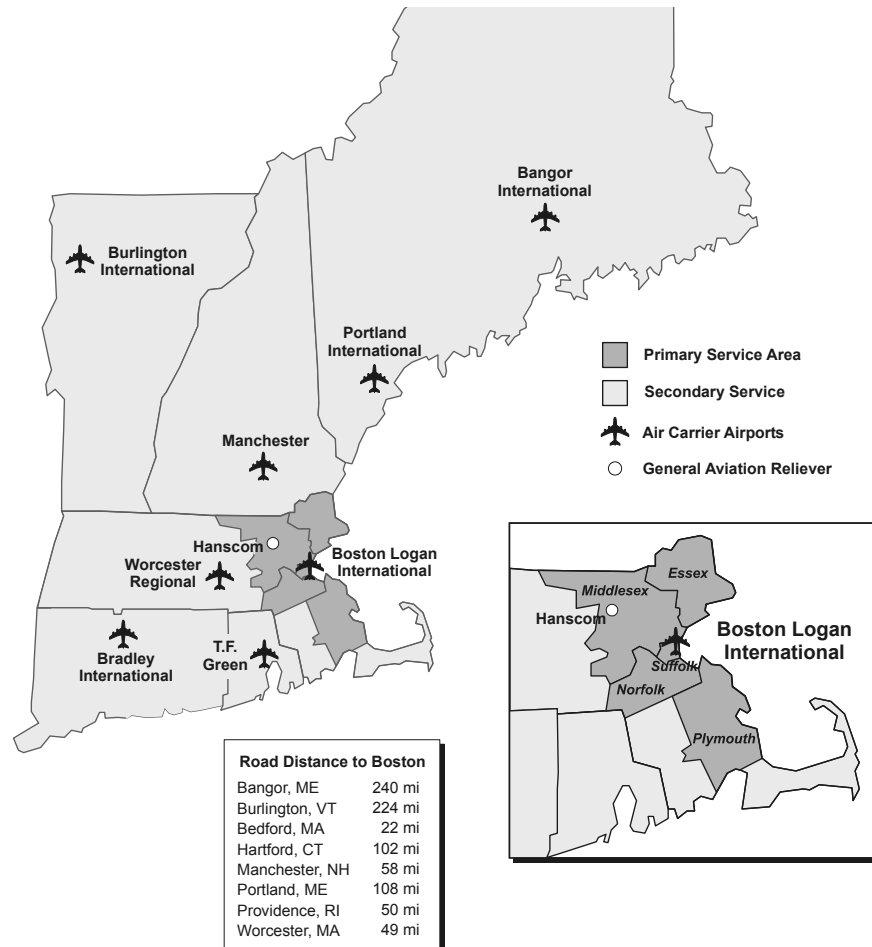 Bangor
International
Burlington
International
Portland
International
Primary Service Area
Secondary Service
Air Carrier Airports
General Aviation Reliever
Manchester
Hanscom
Boston Logan
International
Worcester
Regional
T.F.
Green
Bradley
International
Essex
Middlesex
Hanscom
Boston Logan
International
Suffolk
Norfolk
Plymouth
Road Distance to Boston
Bangor, ME 240 mi
Burlington, VT 224 mi
Bedford, MA 22 mi
Hartford, CT 102 mi
Manchester, NH 58 mi
Portland, ME 108 mi
Providence, RI 50 mi
Worcester, MA 49 mi